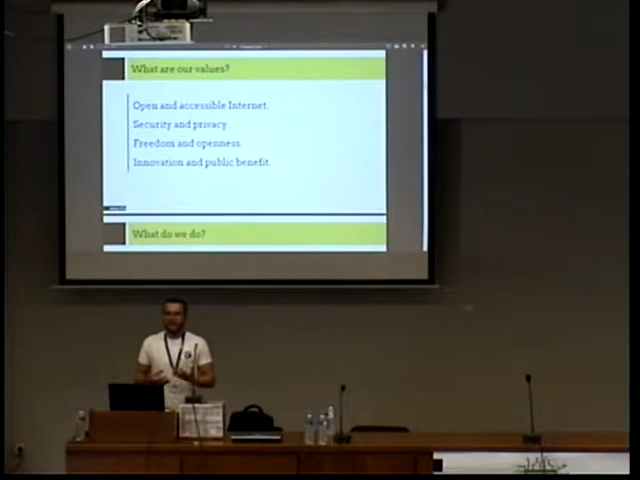 What are our values?
Open and accessible Internet.
Security and privacy.
Freedom and openness.
Innovation and public benefit.
What do we do?